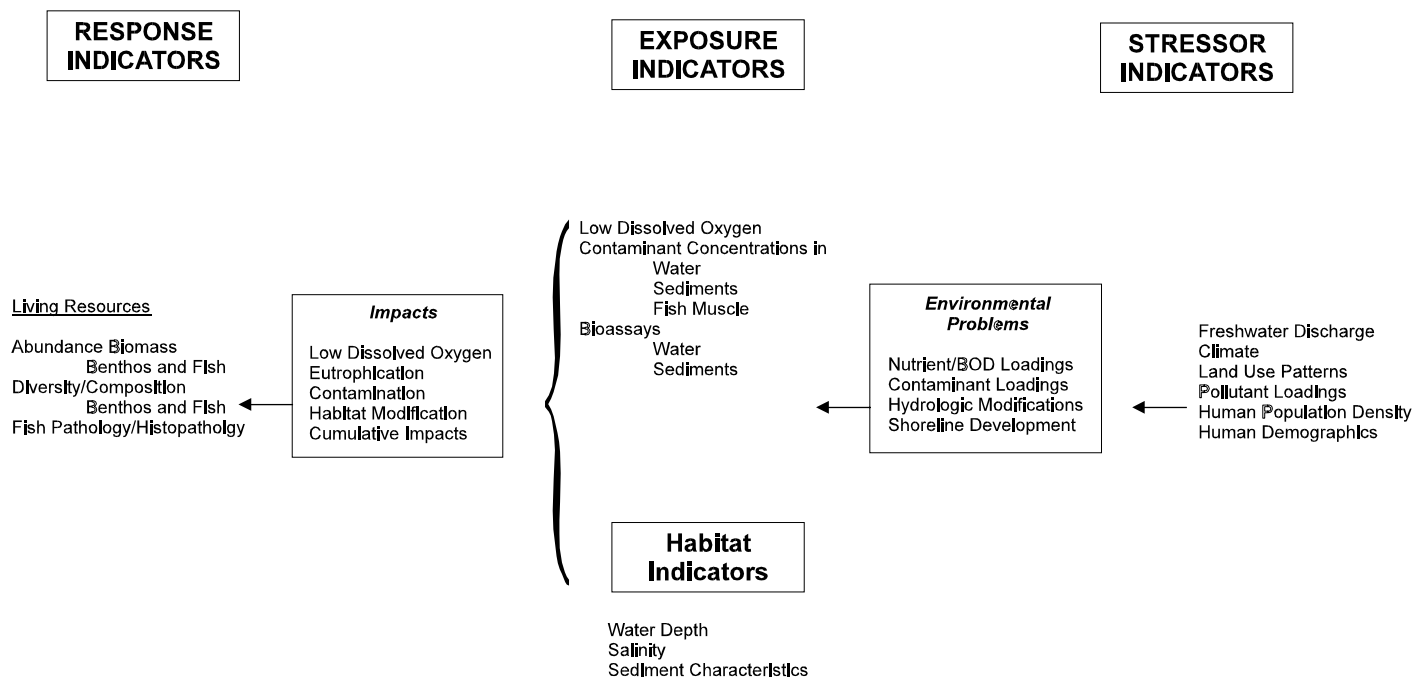 RESPONSE
INDICATORS
EXPOSURE
INDICATORS
STRESSOR
INDICATORS
Living Resources
Abundance Biomass
Benthos and Fish
Diversity/Composition
Benthos and Fish
Fish Pathology/Histopatholgy
Impacts
Low Dissolved Oxygen
Eutrophication
Contamination
Habitat Modification
Cumulative Impacts
Low Dissolved Oxygen
Contaminant Concentrations in
Water
Sediments
Fish Muscle
Bioassays
Water
Sediments
Habitat
Indicators
Water Depth
Salinity
Sediment Characteristics
Environmental
Problems
Nutrient/BOD Loadings
Contaminant Loadings
Hydrologic Modifications
Shoreline Development
Freshwater Discharge
Climate
Land Use Patterns
Pollutant Loadings
Human Population Density
Human Demographics